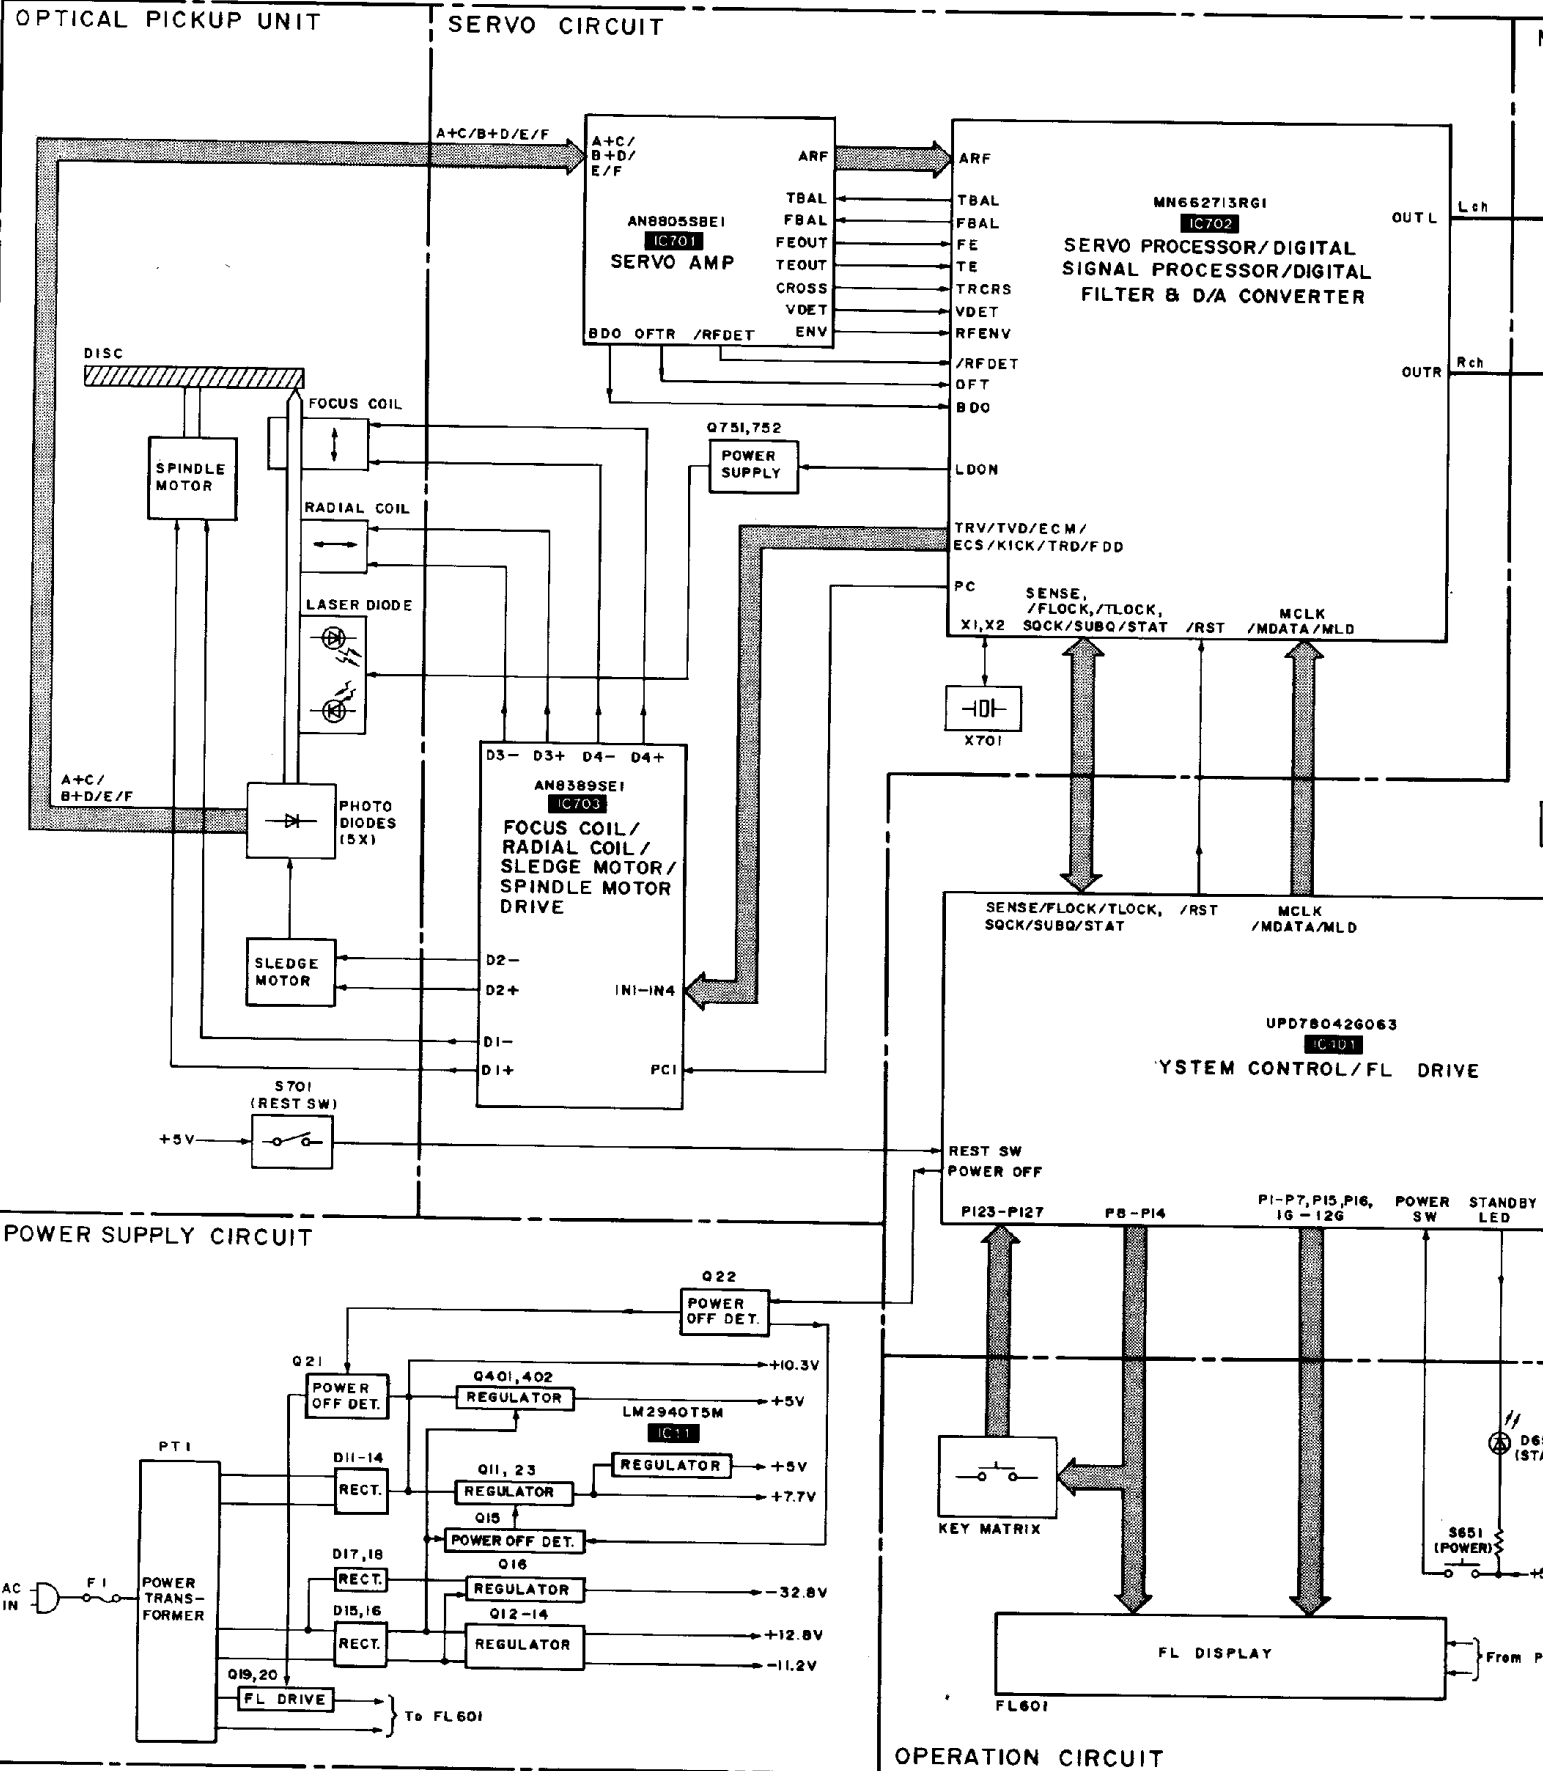 OPTICAL PICKUP UNIT
SERVO CIRCUIT
A+C/B+D/E/F
A+C/
B+D/
E/F
ARF
TBAL
FBAL
FEOUT
TEOUT
CROSS
VDET
ENV
BDO OFTR /RFDET
AN8805SBE1
IC701
SERVO AMP
ARF
TBAL
FBAL
FE
TE
TRCRS
VDET
RFENV
/RFDET
OFT
BDO
LDON
TRV/TVD/ECM/
ECS/KICK/TRD/FDD
PC
X1,X2
SENSE,
/FLOCK,/TLOCK,
SQCK/SUBQ/STAT
/RST
MCLK
/MDATA/MLD
MN662713RG1
IC702
SERVO PROCESSOR/DIGITAL
SIGNAL PROCESSOR/DIGITAL
FILTER & D/A CONVERTER
OUTL
Lch
OUTR
Rch
DISC
SPINDLE
MOTOR
FOCUS COIL
RADIAL COIL
LASER DIODE
Q751,752
POWER
SUPPLY
X701
A+C/
B+D/E/F
PHOTO
DIODES
(5X)
SLEDGE
MOTOR
D3- D3+ D4- D4+
AN8389SE1
IC703
FOCUS COIL/
RADIAL COIL/
SLEDGE MOTOR/
SPINDLE MOTOR
DRIVE
D2-
D2+
IN1-IN4
D1-
D1+
PC1
S701
(REST SW)
+5V
SENSE/FLOCK/TLOCK,
SQCK/SUBQ/STAT
/RST
MCLK
/MDATA/MLD
UPD78042G063
IC401
YSTEM CONTROL/FL DRIVE
REST SW
POWER OFF
P123-P127
P8-P14
P1-P7,P15,P16,
1G-12G
POWER
SW
STANDBY
LED
POWER SUPPLY CIRCUIT
Q22
POWER
OFF DET.
Q21
POWER
OFF DET.
Q401,402
REGULATOR
+10.3V
+5V
LM2940T5M
IC11
REGULATOR
+5V
PT1
D11-14
RECT.
Q11, 23
REGULATOR
+7.7V
Q15
POWER OFF DET.
D17,18
RECT.
Q16
REGULATOR
-32.8V
AC
IN
F1
POWER
TRANS-
FORMER
D15,16
RECT.
Q12-14
REGULATOR
+12.8V
-11.2V
Q19,20
FL DRIVE
To FL601
KEY MATRIX
S651
(POWER)
FL DISPLAY
From P
FL601
OPERATION CIRCUIT